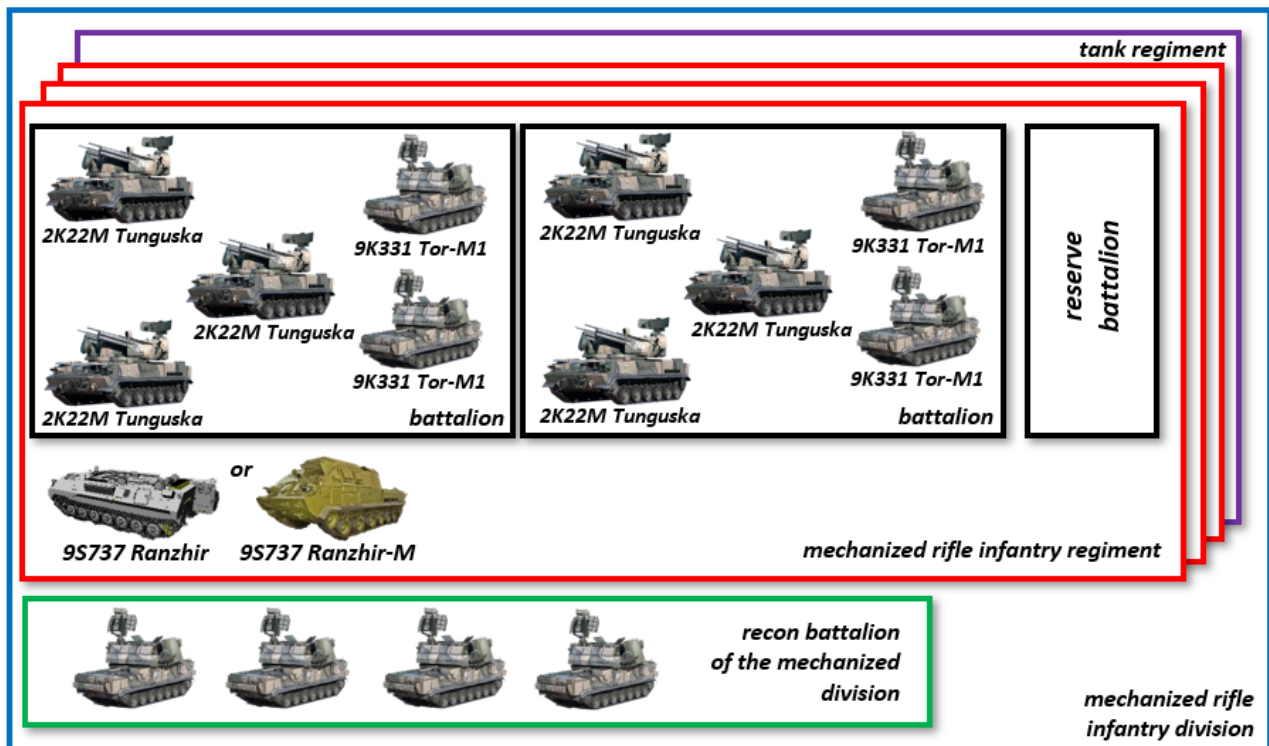 tank regiment
2K22M Tunguska
9K331 Tor-M1
2K22M Tunguska
9K331 Tor-M1
2K22M Tunguska
battalion
2K22M Tunguska
9K331 Tor-M1
2K22M Tunguska
9K331 Tor-M1
2K22M Tunguska
battalion
reserve
battalion
or
9S737 Ranzhir
9S737 Ranzhir-M
mechanized rifle infantry regiment
recon battalion
of the mechanized
division
mechanized rifle
infantry division